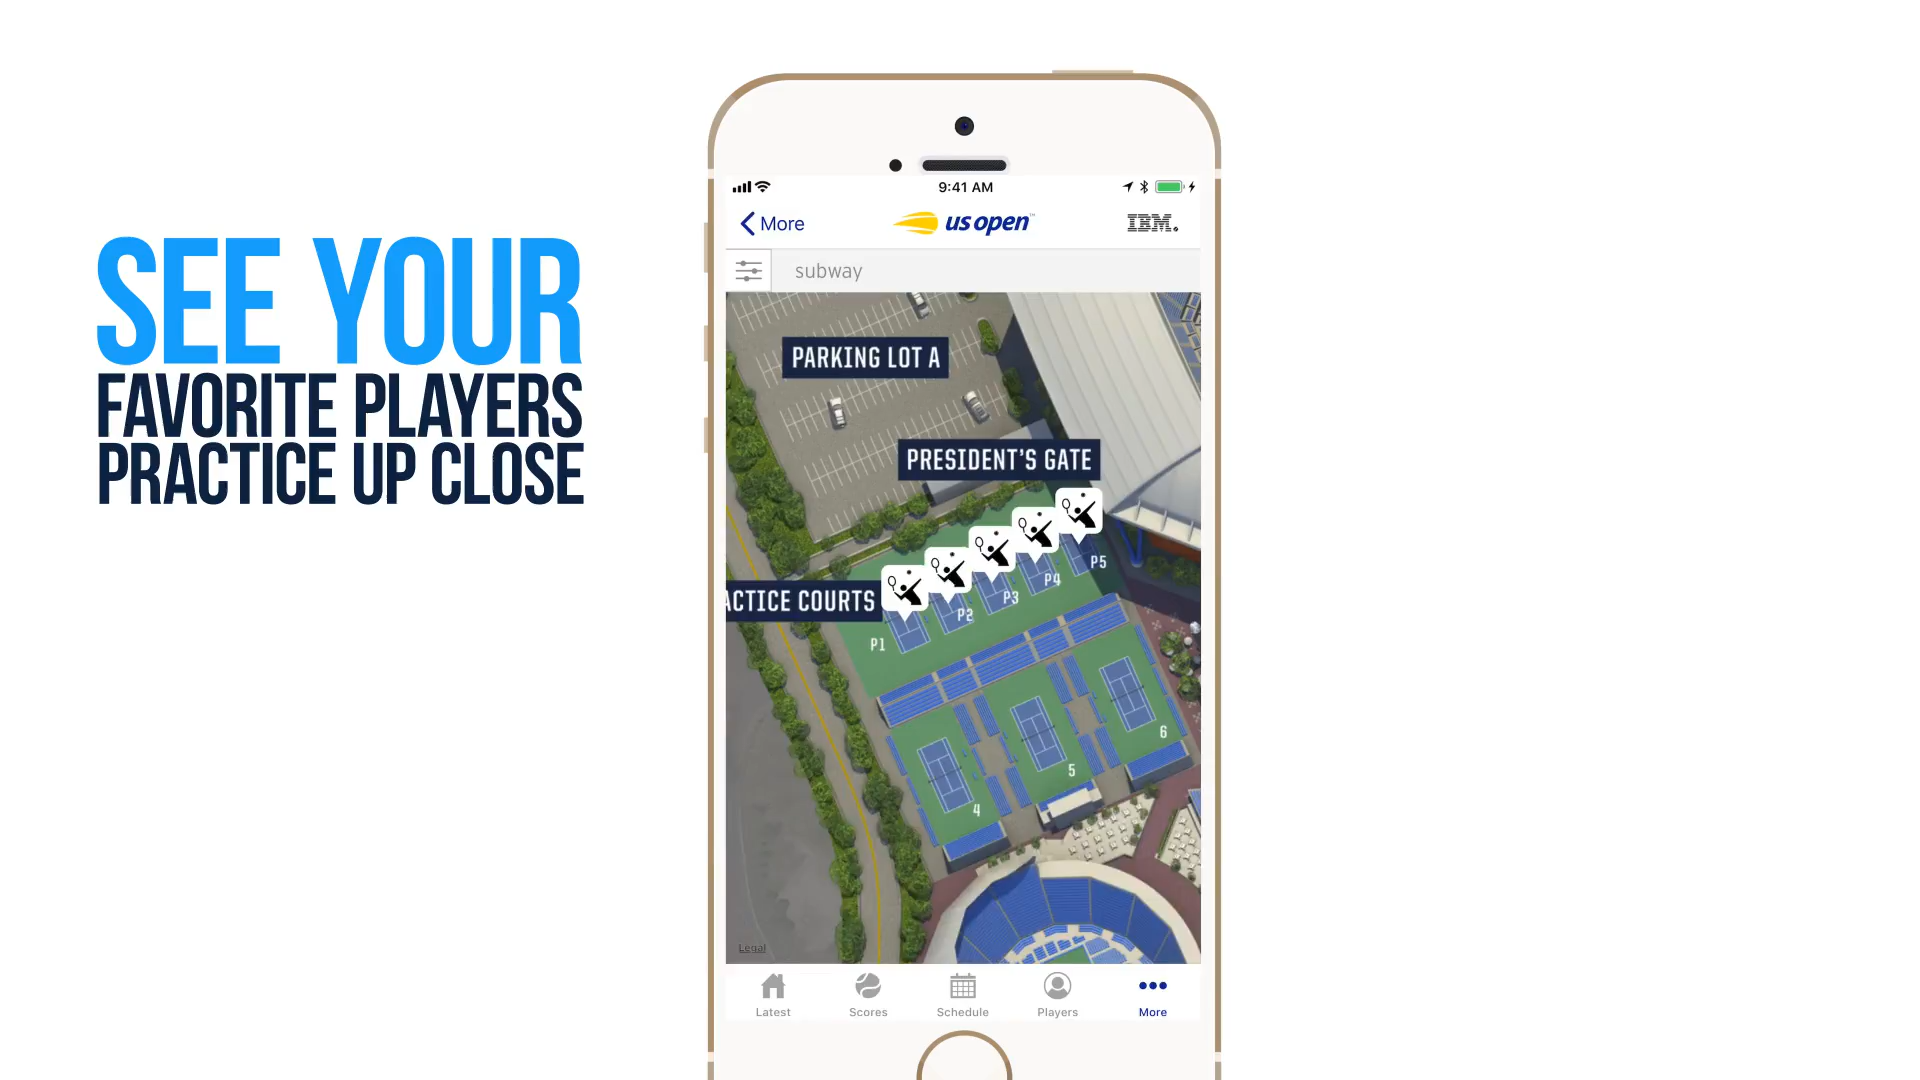 SEE YOUR
FAVORITE PLAYERS
PRACTICE UP CLOSE
9:41 AM
More
us open
IBM.
subway
PARKING LOT A
PRESIDENT'S GATE
ACTICE COURTS
P5
P4
P3
P2
P1
6
5
4
Legal
Latest
Scores
Schedule
Players
More